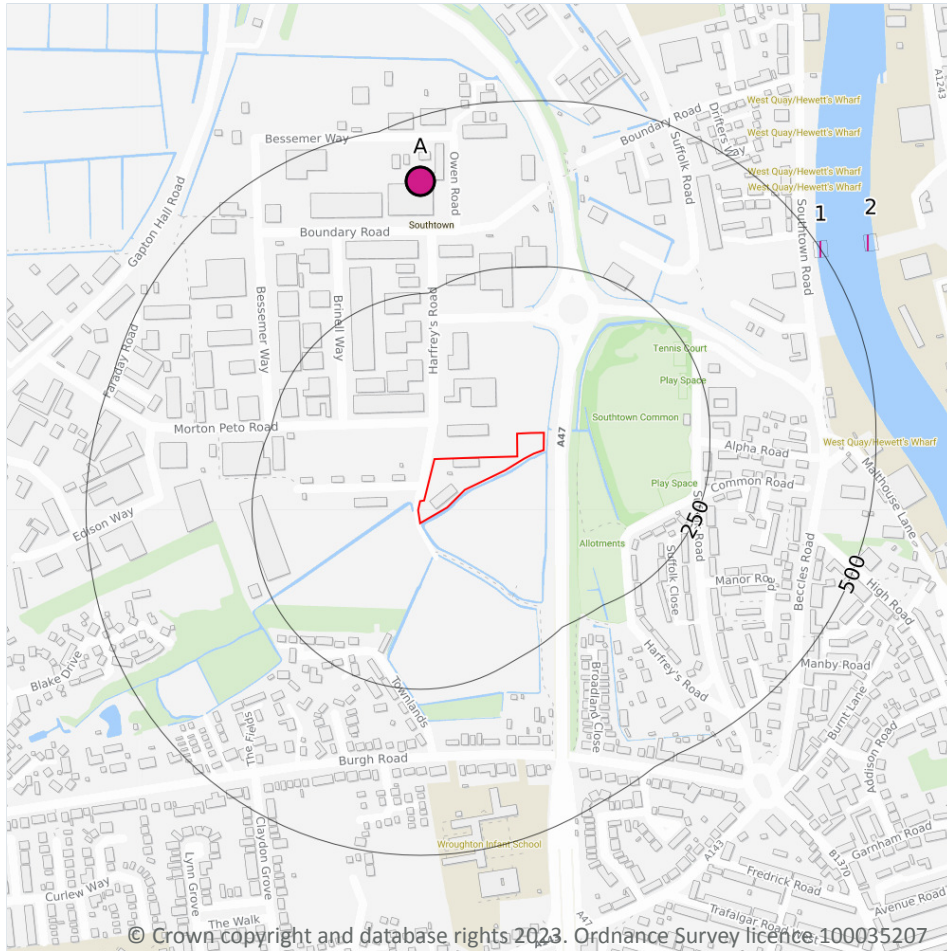 A1243
West Quay/Hewett's Wharf
Boundary Road
Drifters Way
West Quay/Hewett's Wharf
Bessemer Way
A
Suffolk Road
Owen Road
West Quay/Hewett's Wharf
West Quay/Hewett's Wharf
Gapton Hall Road
Southtown Road
1
2
Southtown
Boundary Road
Bessemer Way
Brinell Way
Harfrey's Road
Faraday Road
Tennis Court
Play Space
Southtown Common
Morton Peto Road
A47
West Quay/Hewett's Wharf
Alpha Road
Malthouse Lane
Play Space
Common Road
Edison Way
250
Allotments
Suffolk Close
Manor Road
Beccles Road
500
High Road
Harfrey's Road
Manby Road
Blake Drive
Townlands
Broadland Close
Burnt Lane
The Fields
Addison Road
Burgh Road
Wroughton Infant School
Claydon Grove
Lynn Grove
A143
B1370
Garnham Road
Fredrick Road
Curlew Way
Avenue Road
The Walk
A47
Trafalgar Road
© Crown copyright and database rights 2023. Ordnance Survey licence 100035207